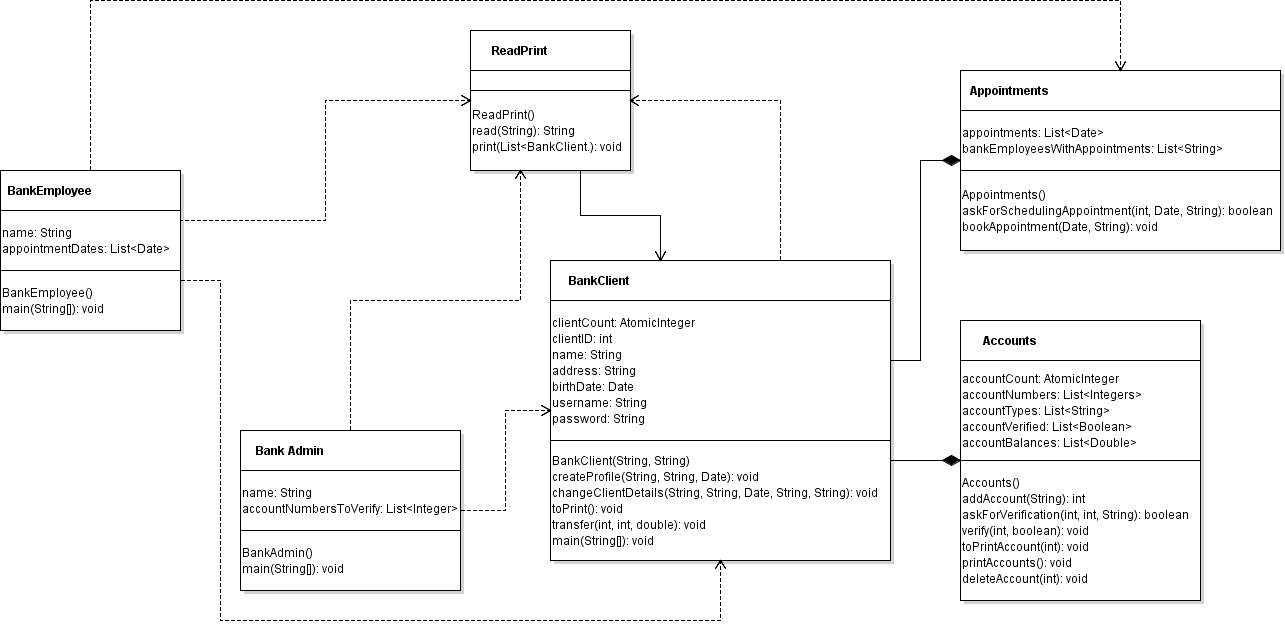 ReadPrint
ReadPrint()
read(String): String
print(List<BankClient.): void
Appointments
appointments: List<Date>
bankEmployeesWithAppointments: List<String>
Appointments()
askForSchedulingAppointment(int, Date, String): boolean
bookAppointment(Date, String): void
BankEmployee
name: String
appointmentDates: List<Date>
BankEmployee()
main(String[]): void
BankClient
clientCount: AtomicInteger
clientID: int
name: String
address: String
birthDate: Date
username: String
password: String
BankClient(String, String)
createProfile(String, String, Date): void
changeClientDetails(String, String, Date, String, String): void
toPrint(): void
transfer(int, int, double): void
main(String[]): void
Accounts
accountCount: AtomicInteger
accountNumbers: List<Integers>
accountTypes: List<String>
accountVerified: List<Boolean>
accountBalances: List<Double>
Accounts()
addAccount(String): int
askForVerification(int, int, String): boolean
verify(int, boolean): void
toPrintAccount(int): void
printAccounts(): void
deleteAccount(int): void
Bank Admin
name: String
accountNumbersToVerify: List<Integer>
BankAdmin()
main(String[]): void